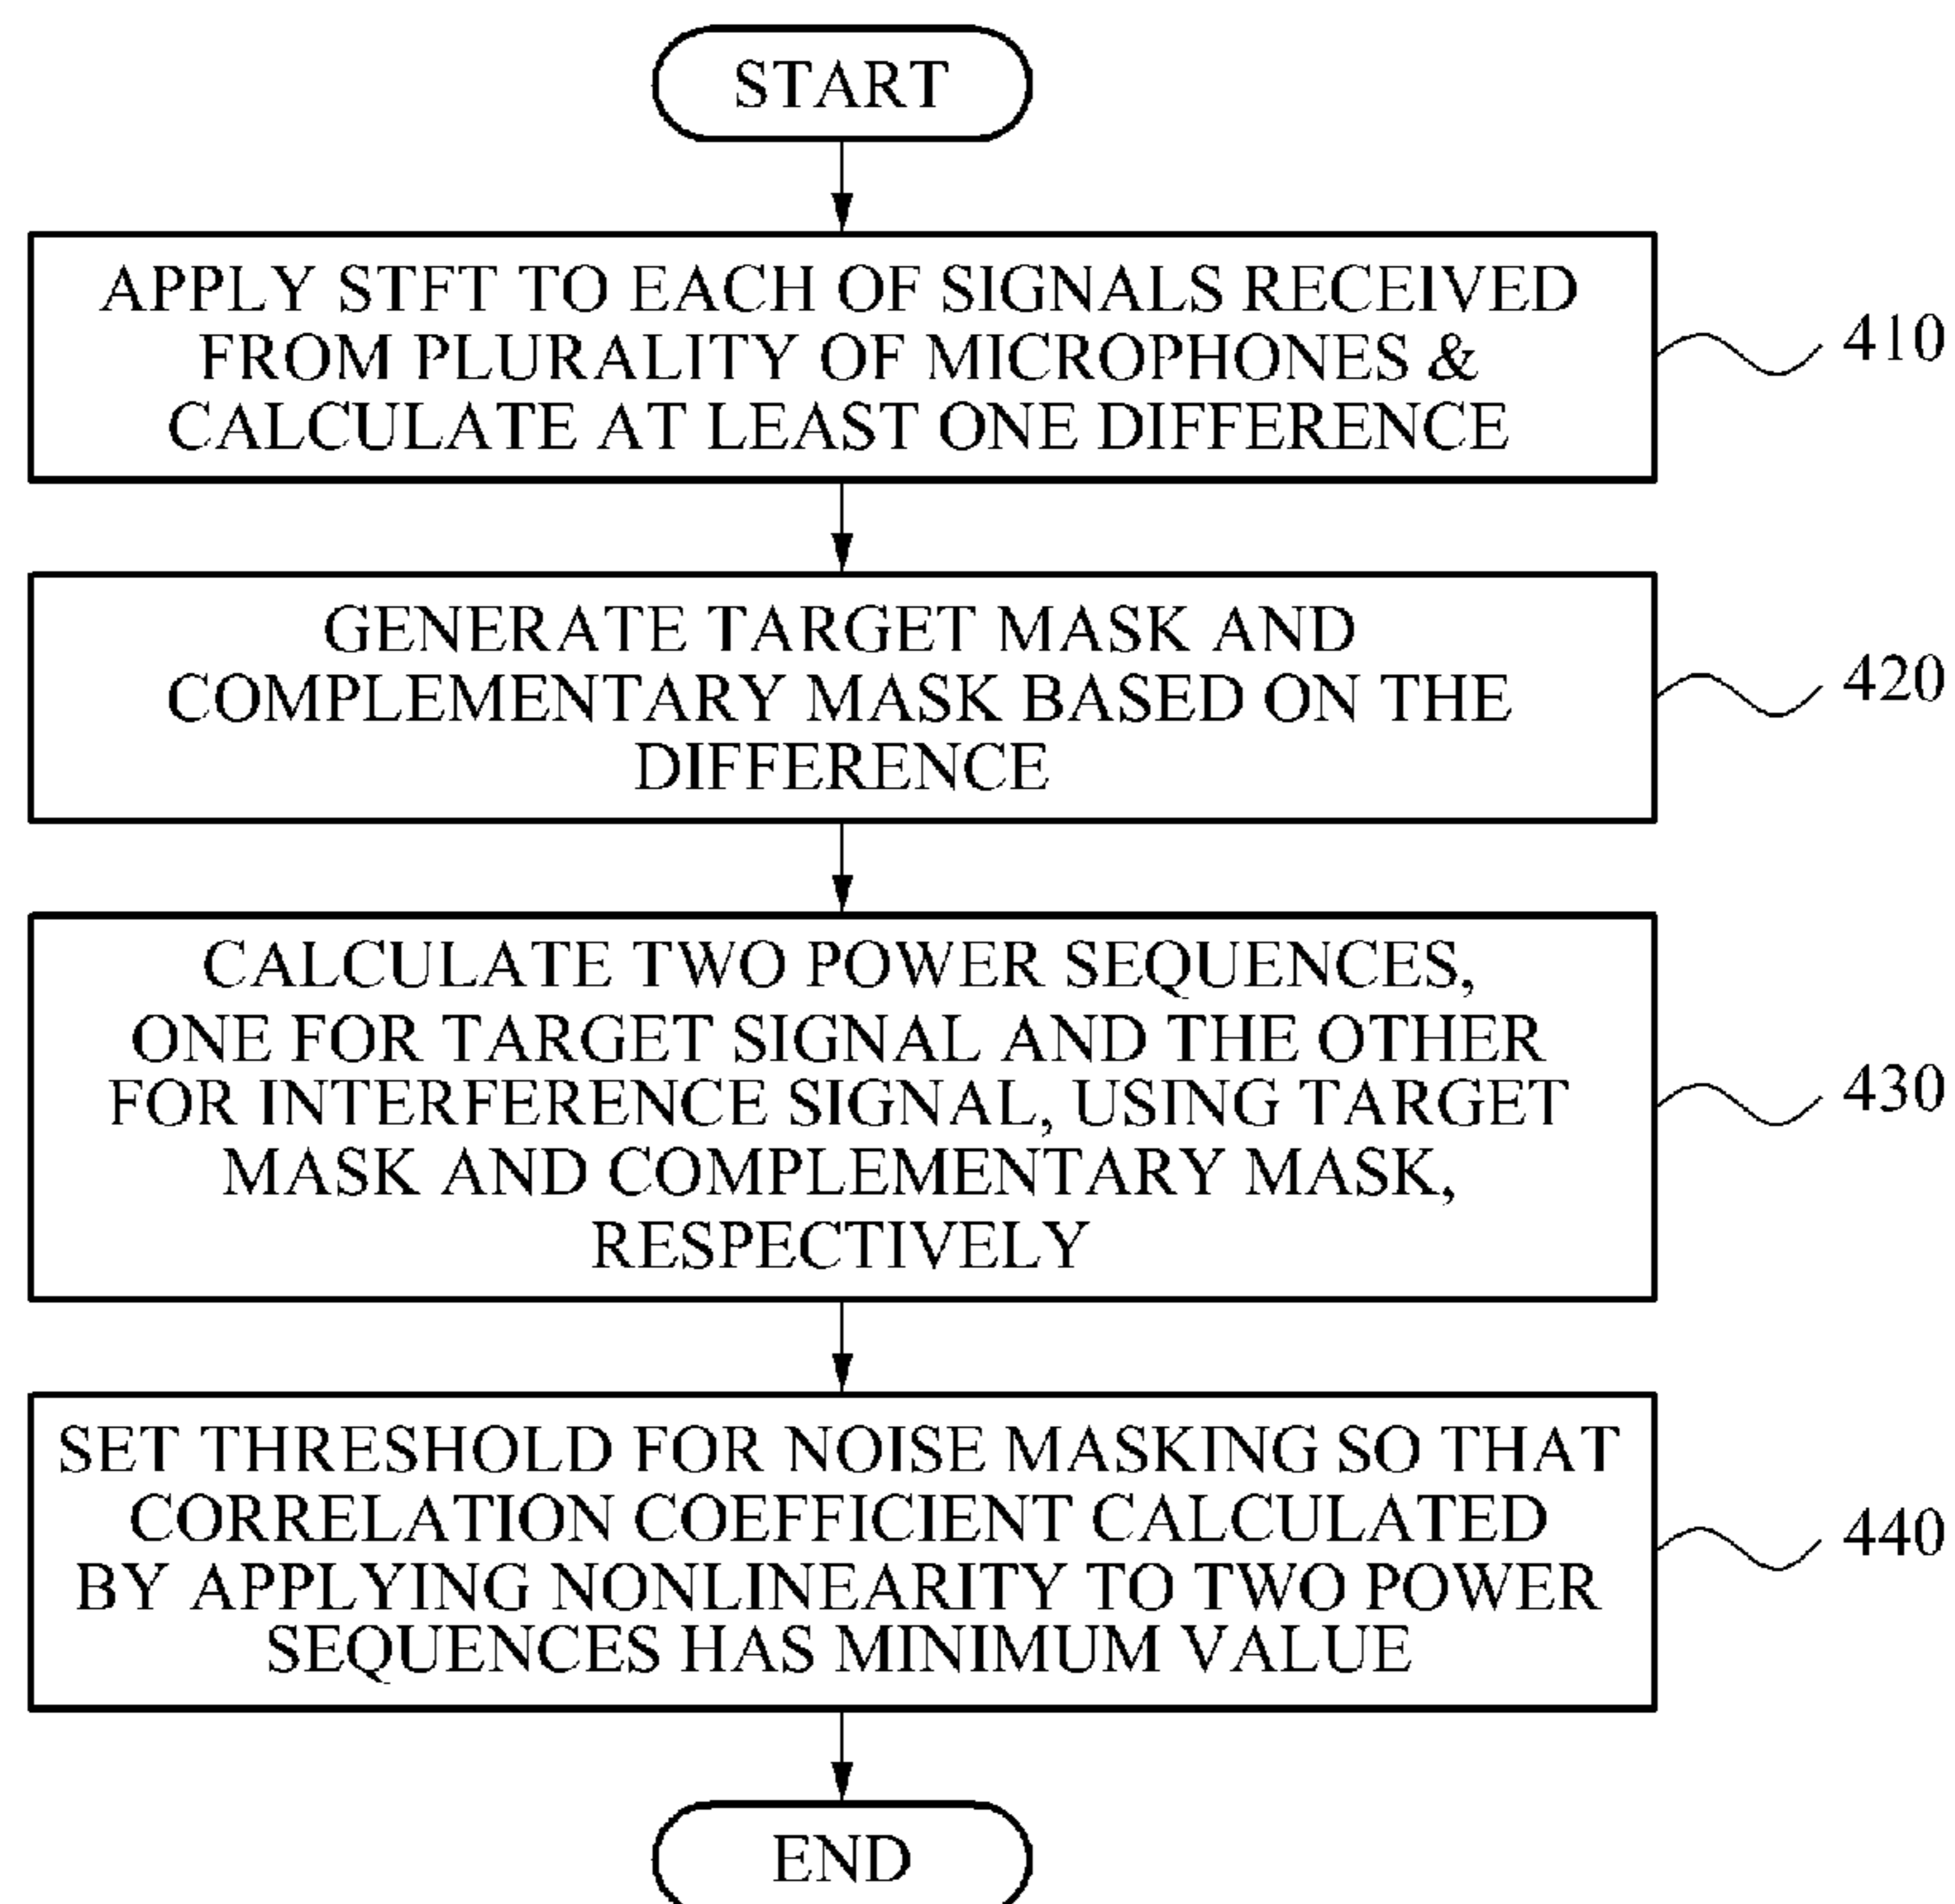 START
APPLY STFT TO EACH OF SIGNALS RECEIVED
FROM PLURALITY OF MICROPHONES &
CALCULATE AT LEAST ONE DIFFERENCE
410
GENERATE TARGET MASK AND
COMPLEMENTARY MASK BASED ON THE
DIFFERENCE
420
CALCULATE TWO POWER SEQUENCES,
ONE FOR TARGET SIGNAL AND THE OTHER
FOR INTERFERENCE SIGNAL, USING TARGET
MASK AND COMPLEMENTARY MASK,
RESPECTIVELY
430
SET THRESHOLD FOR NOISE MASKING SO THAT
CORRELATION COEFFICIENT CALCULATED
BY APPLYING NONLINEARITY TO TWO POWER
SEQUENCES HAS MINIMUM VALUE
440
END